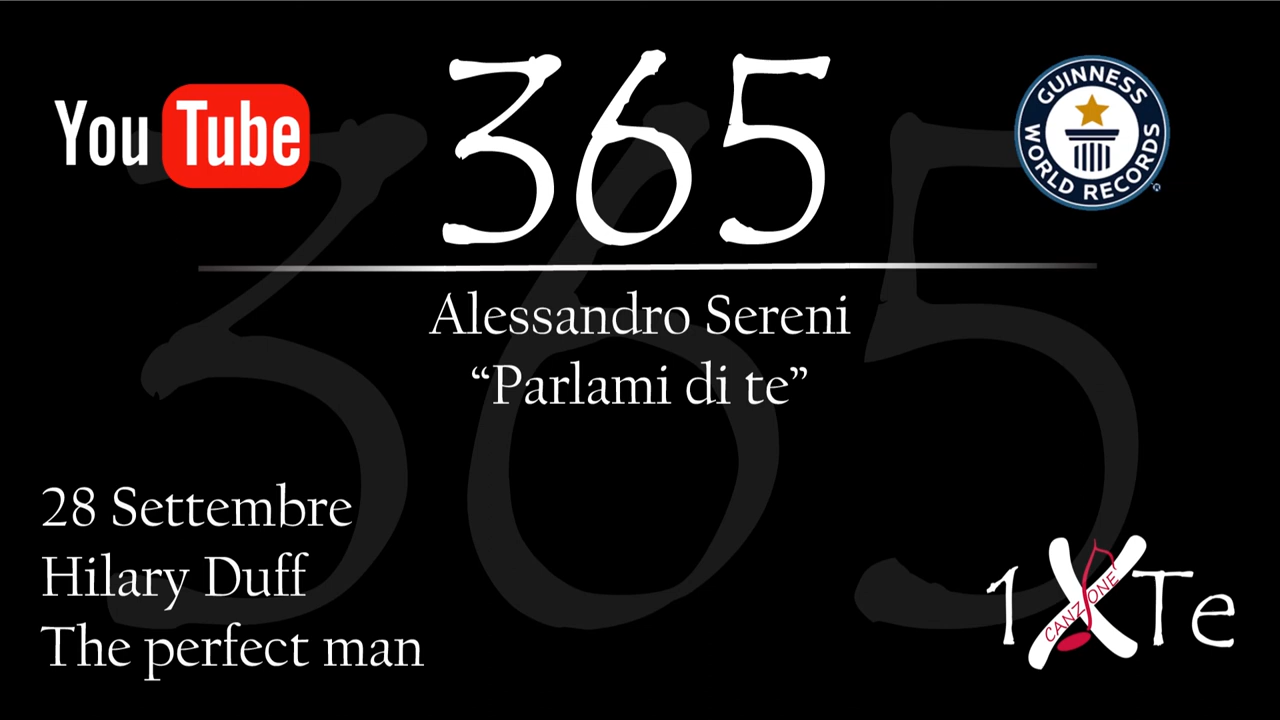 YouTube
365
GUINNESS
WORLD RECORDS
Alessandro Sereni
“Parlami di te”
28 Settembre
Hilary Duff
The perfect man
1XTe
CANZONE
365